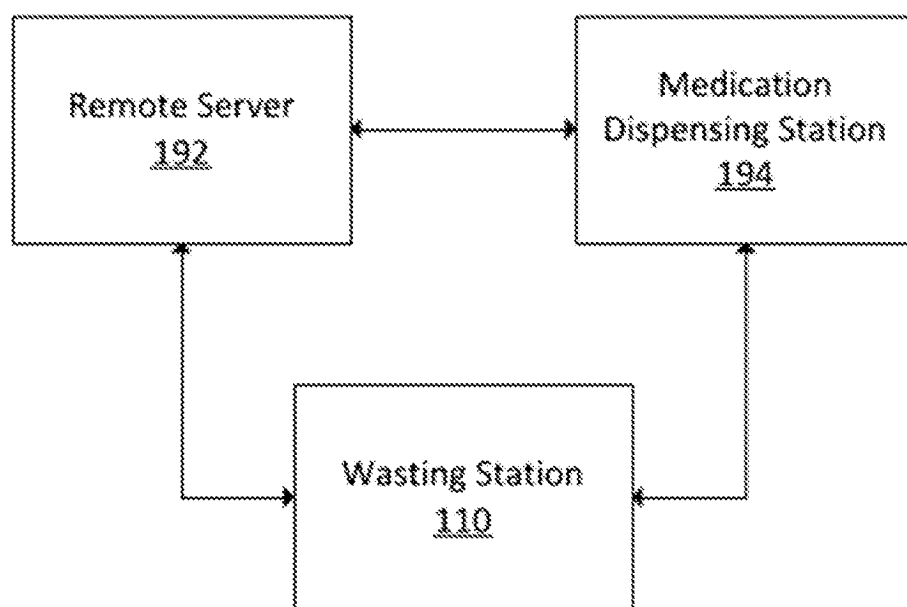 Remote Server
192
Medication
Dispensing Station
194
Wasting Station
110